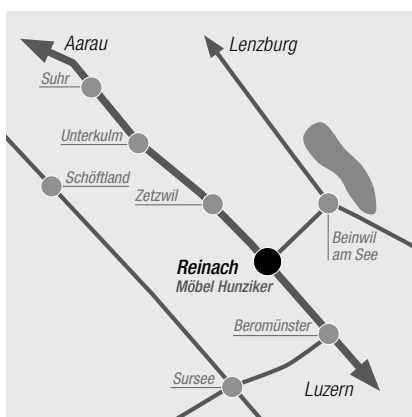 Aarau
Lenzburg
Suhr
Unterkulm
Schöftland
Zetzwil
Beinwil
am See
Reinach
Möbel Hunziker
Beromünster
Sursee
Luzern